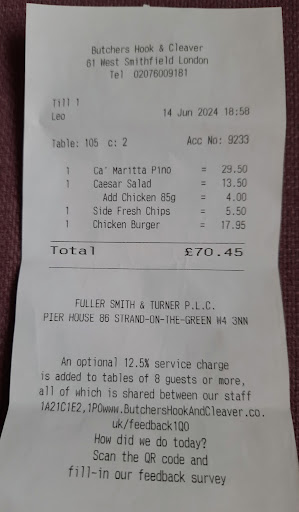 Butchers Hook & Cleaver
61 West Smithfield London
Tel 02076009181
Till 1
Leo 14 Jun 2024 18:58
Table: 105 c: 2 Acc No: 9233
1 Ca' Maritta Pino = 29.50
1 Caesar Salad = 13.50
Add Chicken 85g = 4.00
1 Side Fresh Chips = 5.50
1 Chicken Burger = 17.95
Total £70.45
FULLER SMITH & TURNER P.L.C.
PIER HOUSE 86 STRAND-ON-THE-GREEN W4 3NN
An optional 12.5% service charge
is added to tables of 8 guests or more,
all of which is shared between our staff
1A21C1E2,1P0www.ButchersHookAndCleaver.co.
uk/feedback1Q0
How did we do today?
Scan the QR code and
fill-in our feedback survey